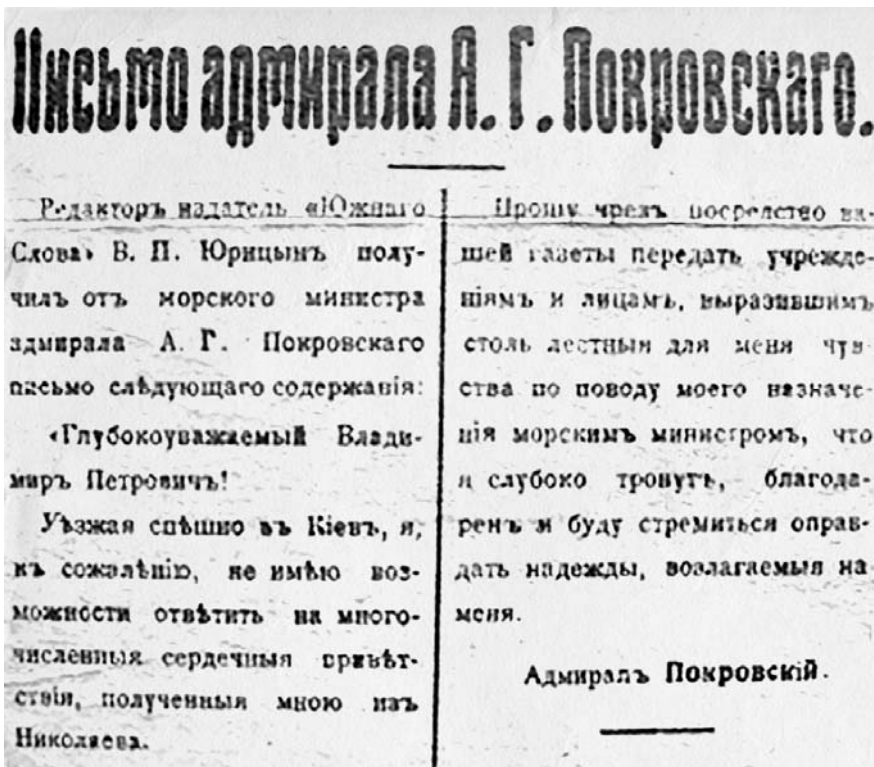 Письмо адмирала А. Г. Покровскаго.
Редакторъ издатель «Южнаго
Слова» В. П. Юрицынъ полу-
чилъ отъ морского министра
адмирала А. Г. Покровскаго
письмо слѣдующаго содержанія:
«Глубокоуважаемый Влади-
миръ Петровичъ!
Уѣзжая спѣшно въ Кіев, я,
къ сожалѣнію, не имѣю воз-
можности отвѣтить на много-
численныя сердечныя привѣт-
ствія, полученныя мною изъ
Николаева.
Прошу чрезъ посредство ва-
шей газеты передать учрежде-
ніямъ и лицамъ, выразившимъ
столь лестныя для меня чув-
ства по поводу моего назначе-
нія морскимъ министромъ, что
я слубоко тронутъ, благода-
ренъ и буду стремиться оправ-
дать надежды, возлагаемыя на
меня.
Адмиралъ Покровскій.